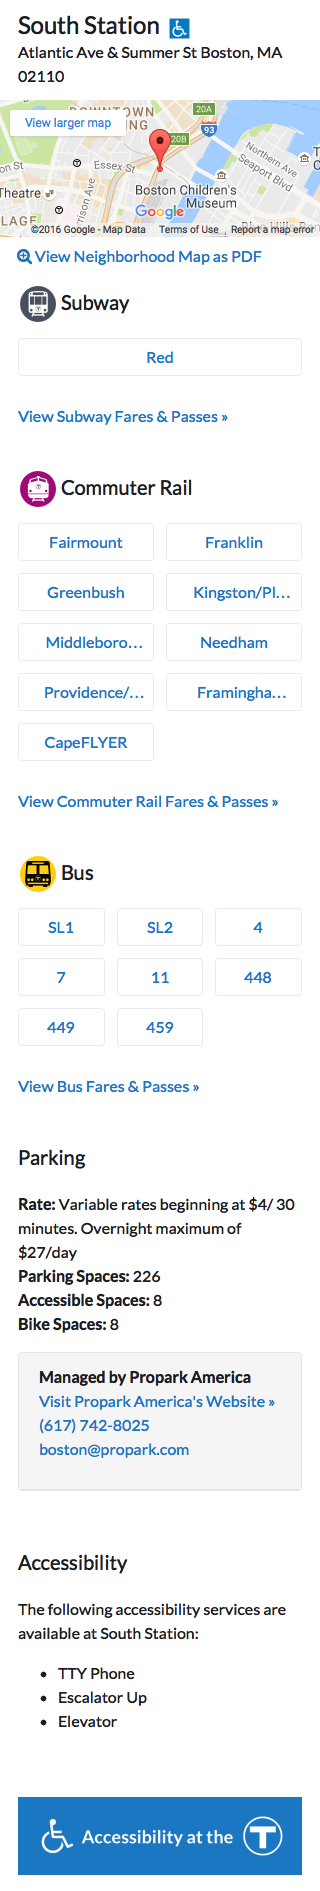 South Station
Atlantic Ave & Summer St Boston, MA
02110
View larger map
DOWNTOWN
20A
93
20B
Essex St
Northern Ave
Seaport Blvd
Theatre
Boston Children's
Museum
Google
©2016 Google - Map Data Terms of Use Report a map error
View Neighborhood Map as PDF
Subway
Red
View Subway Fares & Passes »
Commuter Rail
Fairmount Franklin
Greenbush Kingston/Pl…
Middleboro… Needham
Providence/… Framingha…
CapeFLYER
View Commuter Rail Fares & Passes »
Bus
SL1 SL2 4
7 11 448
449 459
View Bus Fares & Passes »
Parking
Rate: Variable rates beginning at $4/ 30
minutes. Overnight maximum of
$27/day
Parking Spaces: 226
Accessible Spaces: 8
Bike Spaces: 8
Managed by Propark America
Visit Propark America's Website »
(617) 742-8025
boston@propark.com
Accessibility
The following accessibility services are
available at South Station:
• TTY Phone
• Escalator Up
• Elevator
Accessibility at the T